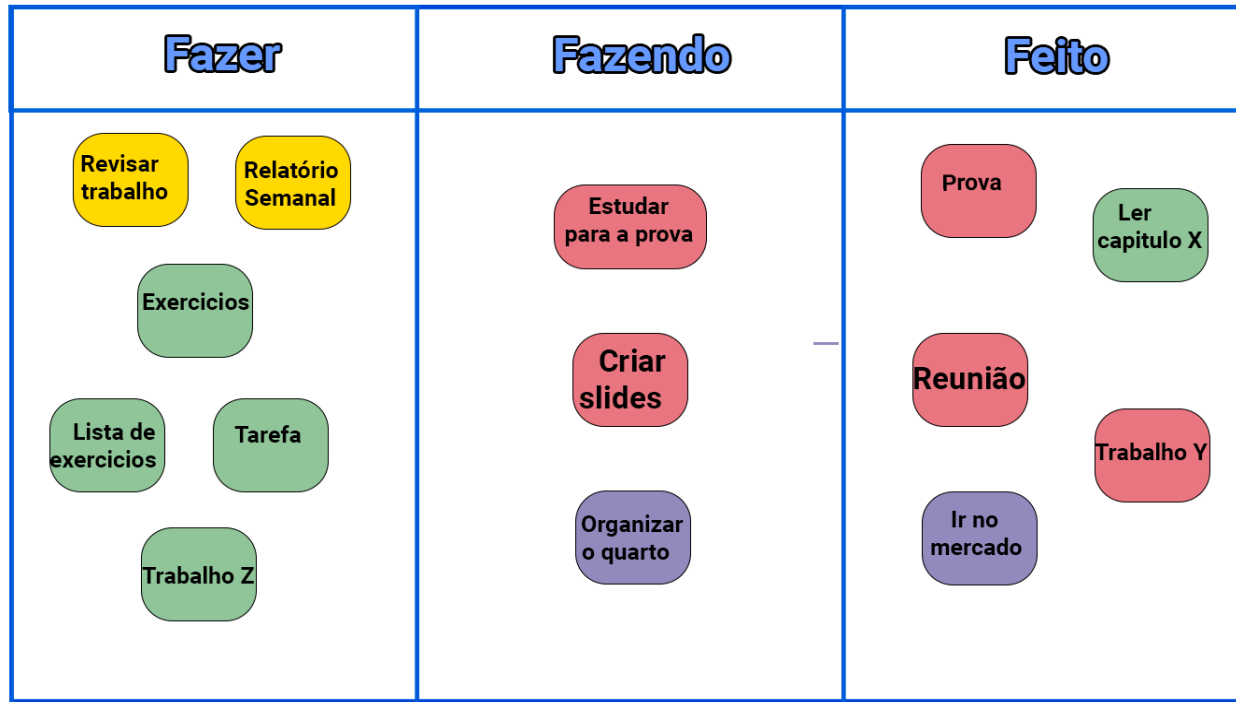 Fazer
Fazendo
Feito
Revisar
trabalho
Relatório
Semanal
Exercicios
Lista de
exercicios
Tarefa
Trabalho Z
Estudar
para a prova
Criar
slides
Organizar
o quarto
Prova
Ler
capitulo X
Reunião
Trabalho Y
Ir no
mercado